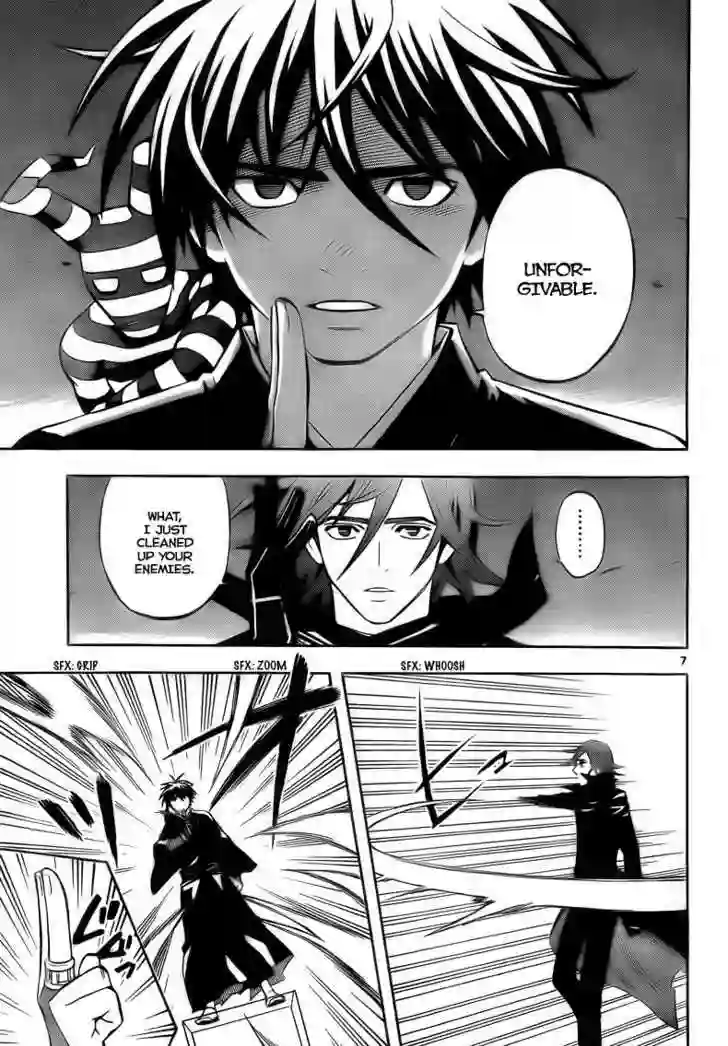 UNFOR-
GIVABLE.
WHAT,
I JUST
CLEANED
UP YOUR
ENEMIES.
........
7
SFX: GRIP
SFX: ZOOM
SFX: WHOOSH